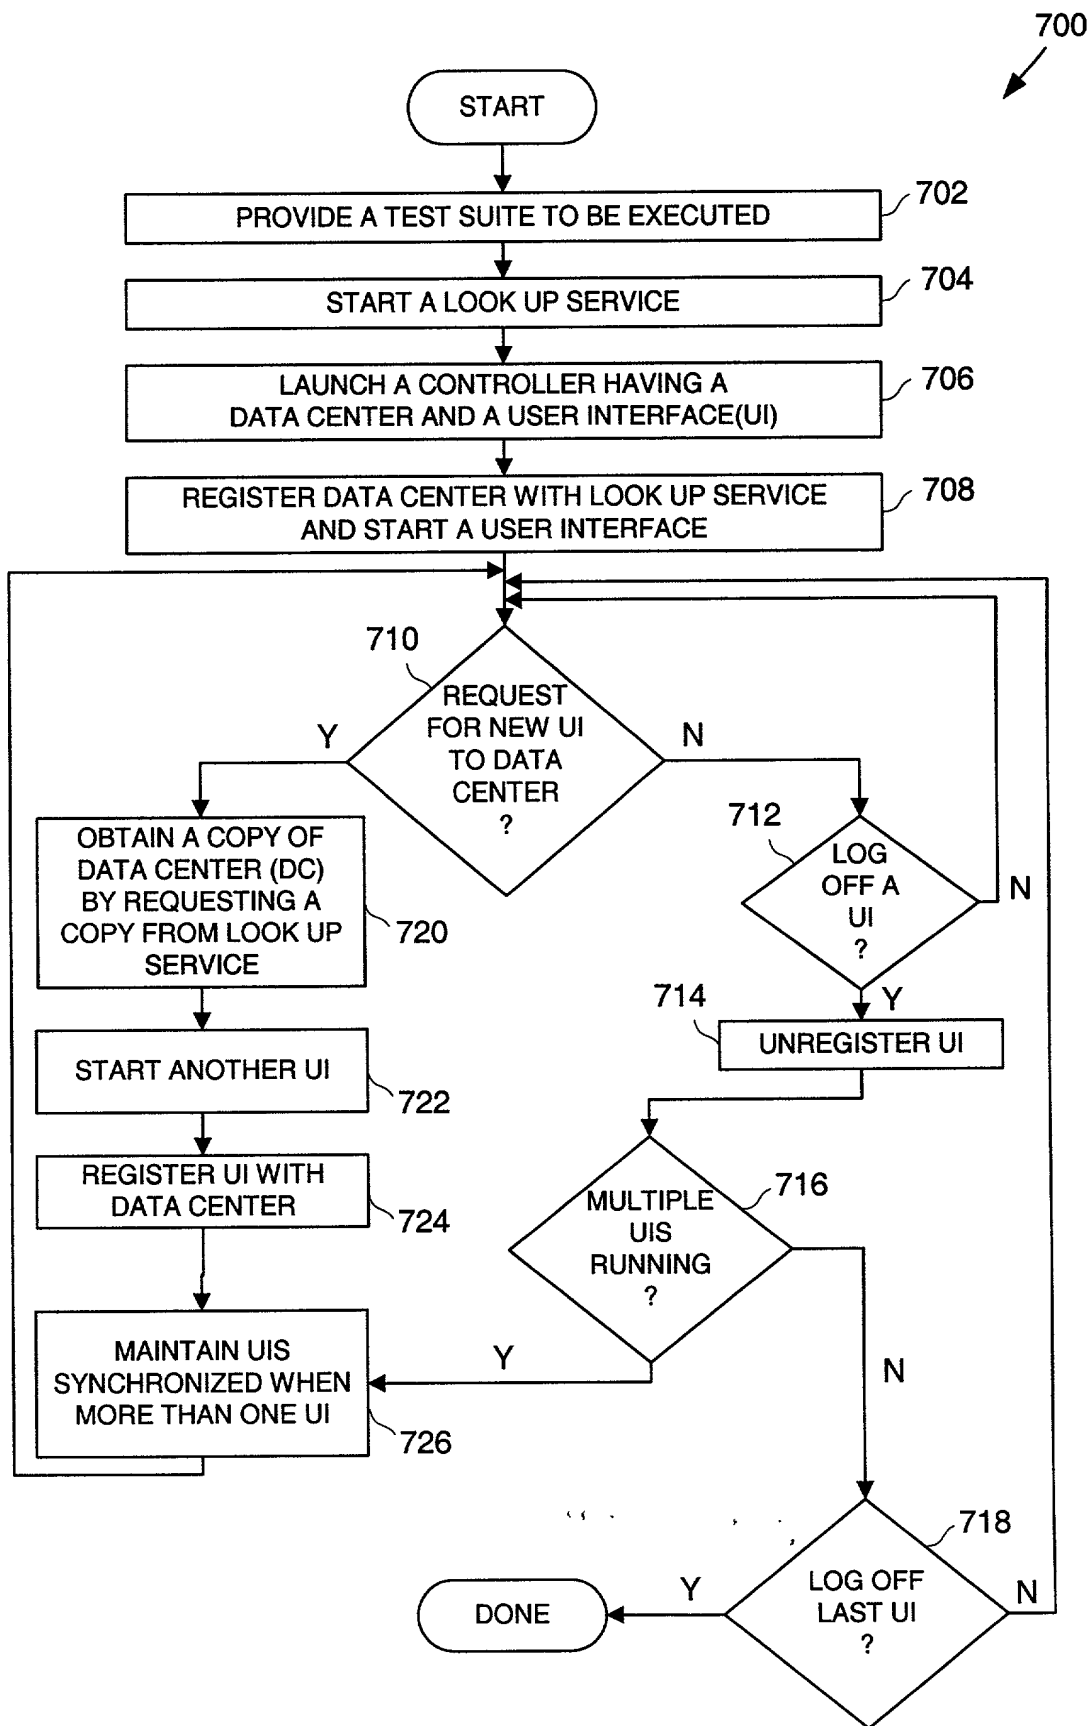 700
START
PROVIDE A TEST SUITE TO BE EXECUTED
702
START A LOOK UP SERVICE
704
LAUNCH A CONTROLLER HAVING A
DATA CENTER AND A USER INTERFACE(UI)
706
REGISTER DATA CENTER WITH LOOK UP SERVICE
AND START A USER INTERFACE
708
710
REQUEST
FOR NEW UI
TO DATA
CENTER
?
Y
N
OBTAIN A COPY OF
DATA CENTER (DC)
BY REQUESTING A
COPY FROM LOOK UP
SERVICE
720
712
LOG
OFF A
UI
?
N
Y
714
UNREGISTER UI
START ANOTHER UI
722
REGISTER UI WITH
DATA CENTER
724
MULTIPLE
UIS
RUNNING
?
716
Y
N
MAINTAIN UIS
SYNCHRONIZED WHEN
MORE THAN ONE UI
726
718
LOG OFF
LAST UI
?
Y
N
DONE